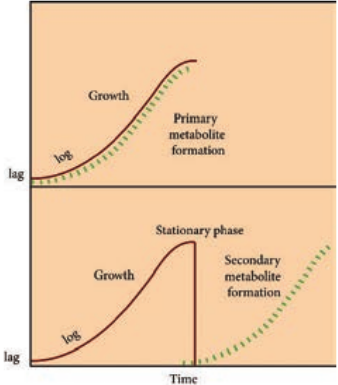 Growth
log
Primary
metabolite
formation
lag
Stationary phase
Growth
Secondary
metabolite
formation
log
lag
Time